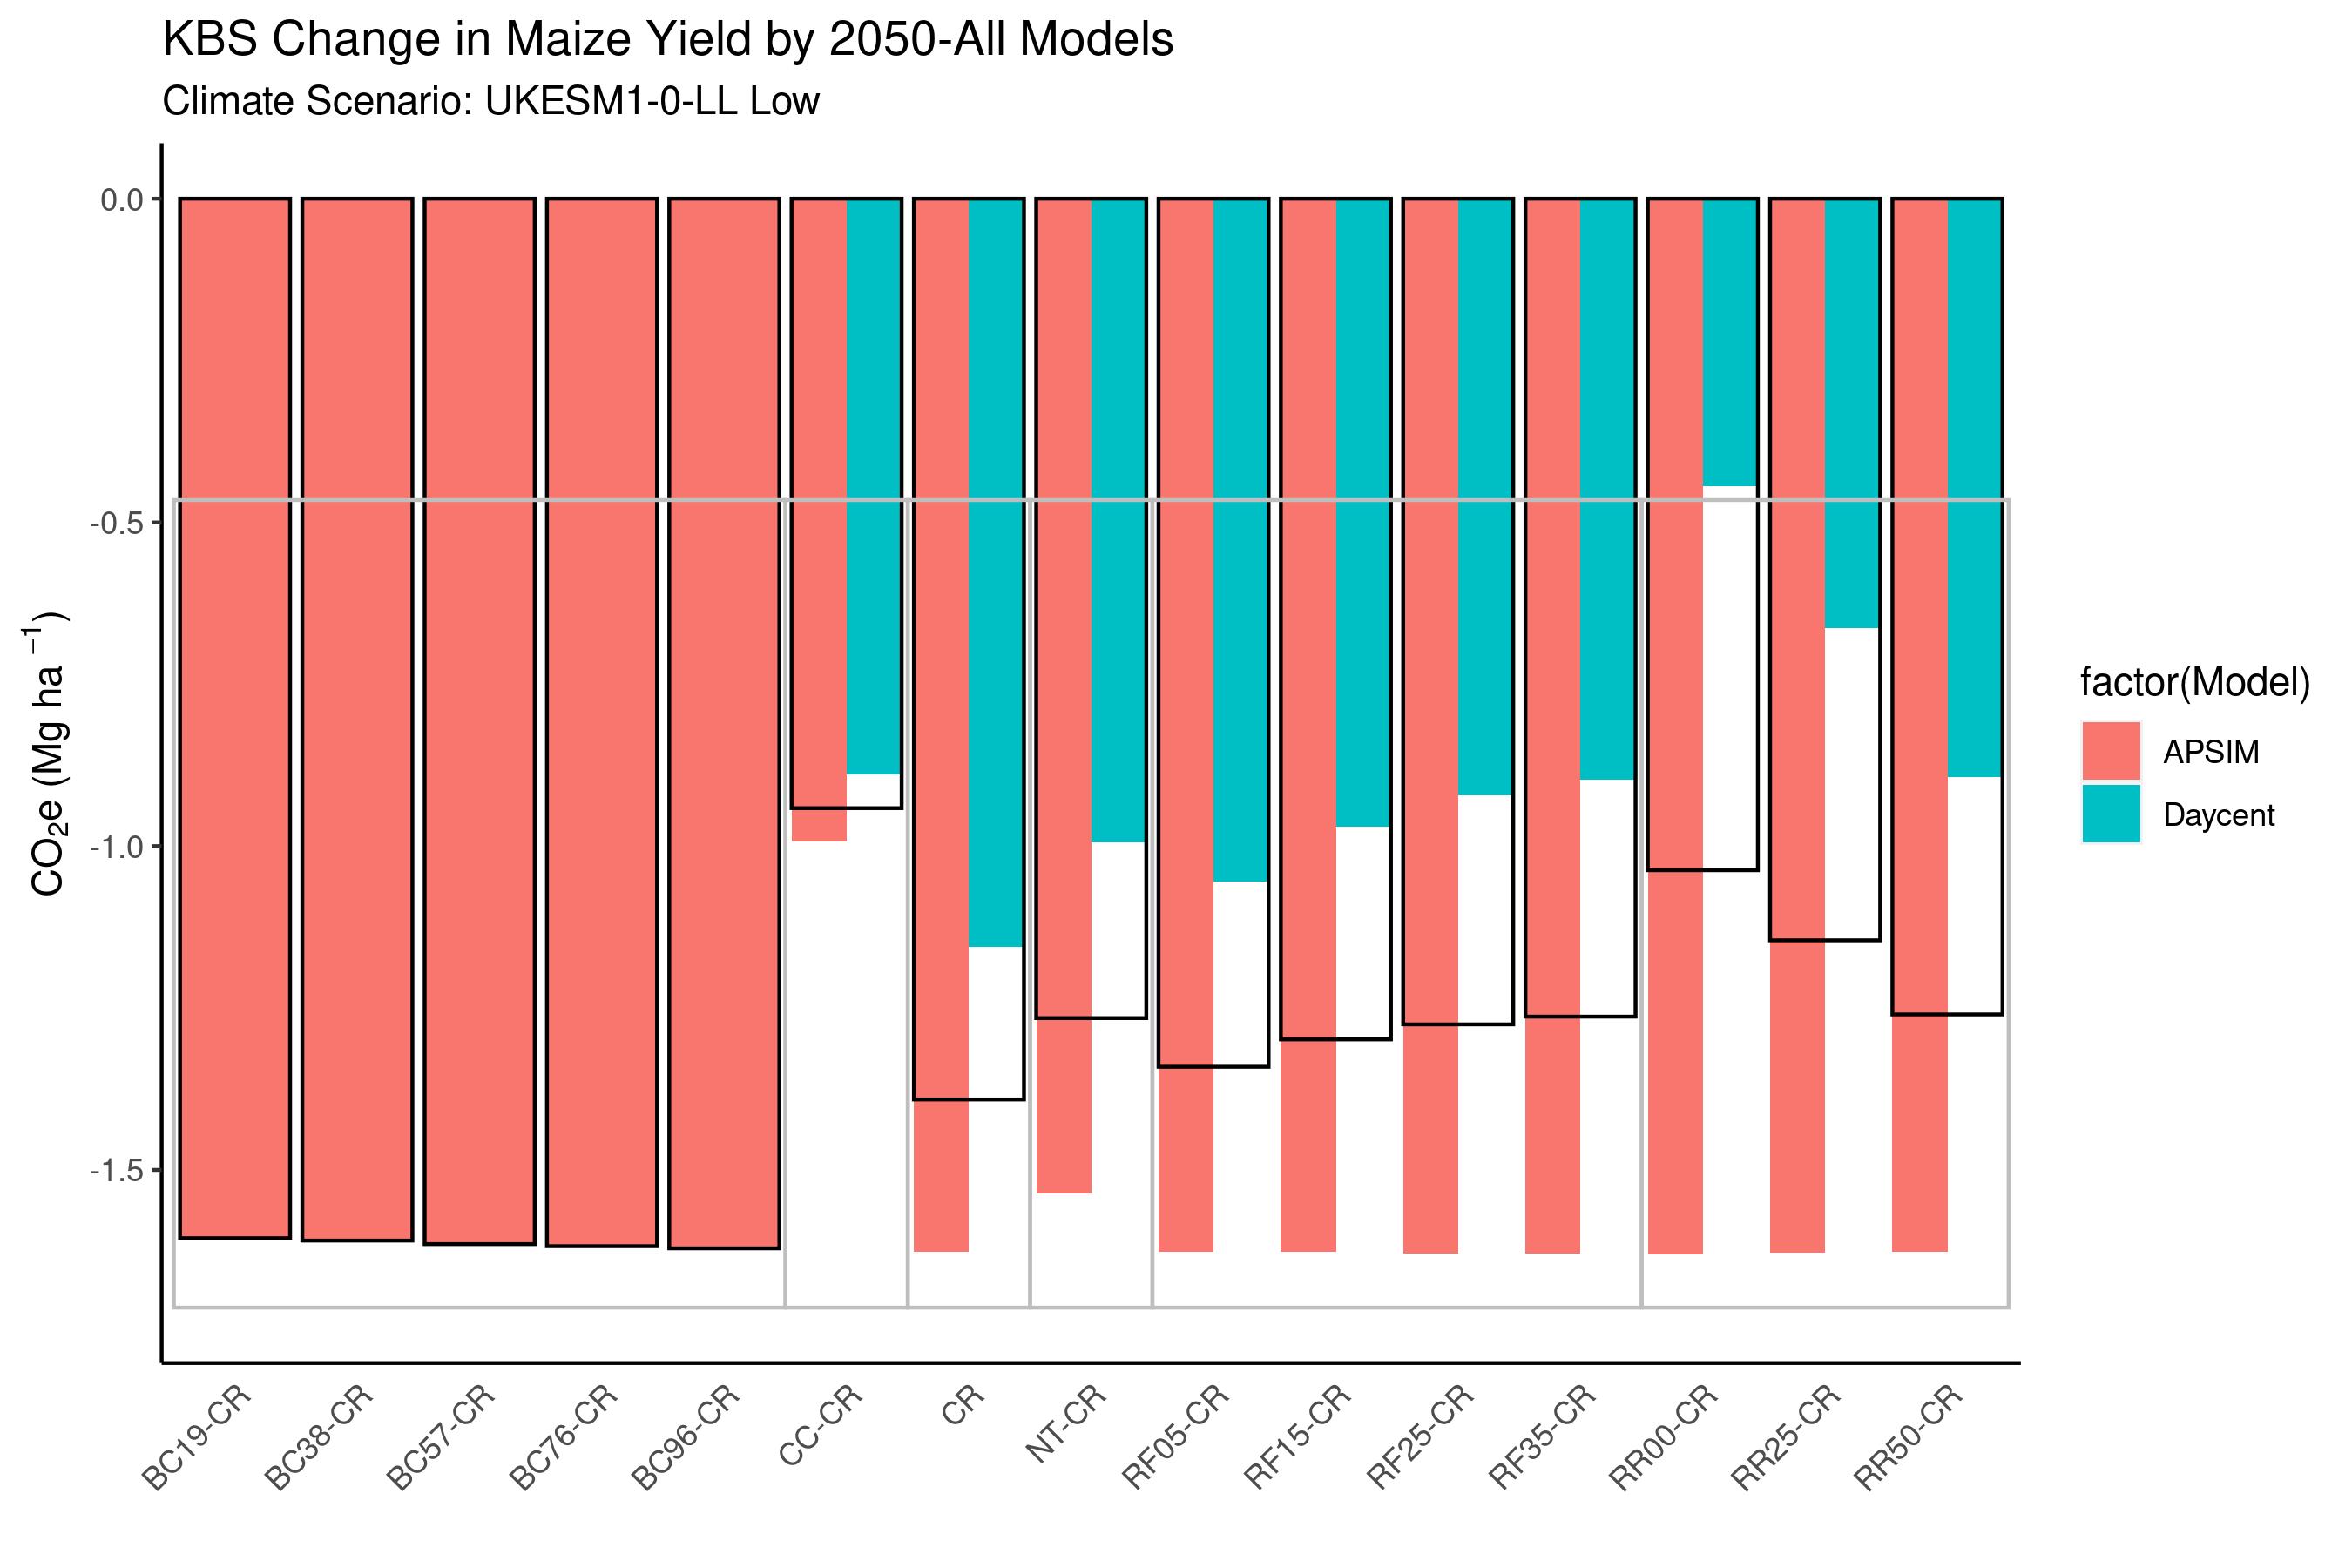 KBS Change in Maize Yield by 2050-All Models
Climate Scenario: UKESM1-0-LL Low
CO₂e (Mg ha ⁻¹)
0.0
-0.5
-1.0
-1.5
BC19-CR
BC38-CR
BC57-CR
BC76-CR
BC96-CR
CC-CR
CR
NT-CR
RF05-CR
RF15-CR
RF25-CR
RF35-CR
RR00-CR
RR25-CR
RR50-CR
factor(Model)
APSIM
Daycent